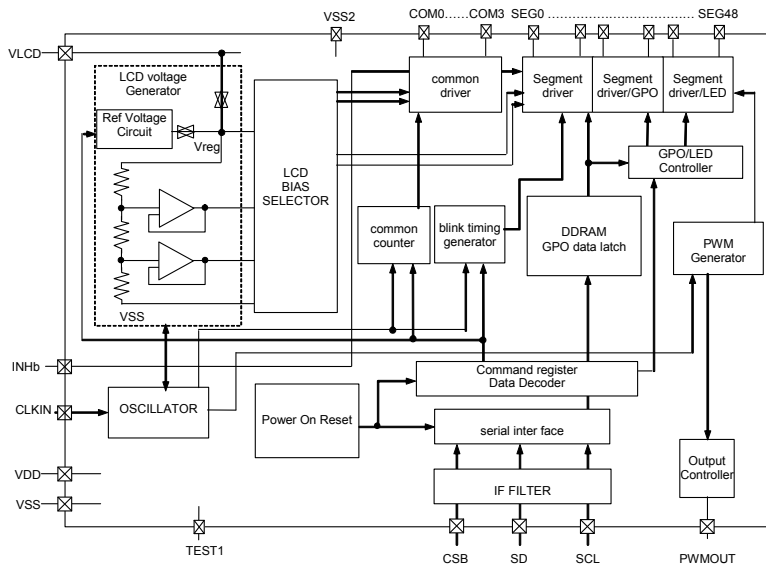 VSS2
COM0......COM3
SEG0 ........................ SEG48
VLCD
LCD voltage
Generator
Ref Voltage
Circuit
Vreg
VSS
LCD
BIAS
SELECTOR
common
driver
Segment
driver
Segment
driver/GPO
Segment
driver/LED
GPO/LED
Controller
common
counter
blink timing
generator
DDRAM
GPO data latch
PWM
Generator
INHb
CLKIN
OSCILLATOR
Power On Reset
Command register
Data Decoder
serial inter face
IF FILTER
Output
Controller
VDD
VSS
TEST1
CSB
SD
SCL
PWMOUT